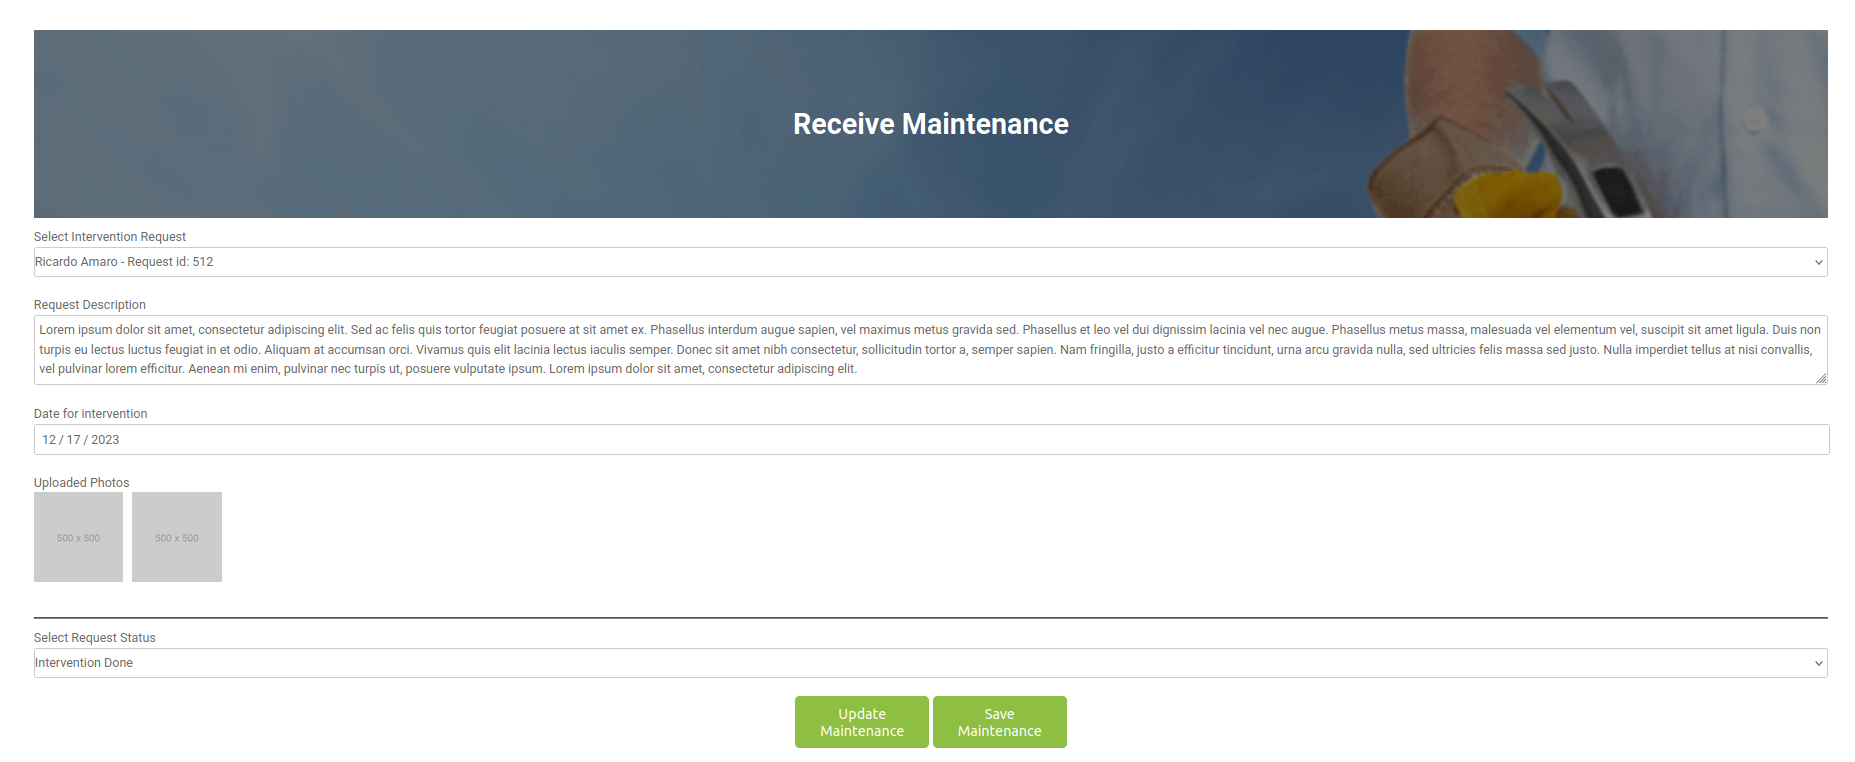 Receive Maintenance
Select Intervention Request
Ricardo Amaro - Request id: 512
Request Description
Lorem ipsum dolor sit amet, consectetur adipiscing elit. Sed ac felis quis tortor feugiat posuere at sit amet ex. Phasellus interdum augue sapien, vel maximus metus gravida sed. Phasellus et leo vel dui dignissim lacinia vel nec augue. Phasellus metus massa, malesuada vel elementum vel, suscipit sit amet ligula. Duis non
turpis eu lectus luctus feugiat in et odio. Aliquam at accumsan orci. Vivamus quis elit lacinia lectus iaculis semper. Donec sit amet nibh consectetur, sollicitudin tortor a, semper sapien. Nam fringilla, justo a efficitur tincidunt, urna arcu gravida nulla, sed ultricies felis massa sed justo. Nulla imperdiet tellus at nisi convallis,
vel pulvinar lorem efficitur. Aenean mi enim, pulvinar nec turpis ut, posuere vulputate ipsum. Lorem ipsum dolor sit amet, consectetur adipiscing elit.
Date for intervention
12 / 17 / 2023
Uploaded Photos
500 x 500
500 x 500
Select Request Status
Intervention Done
Update
Maintenance
Save
Maintenance